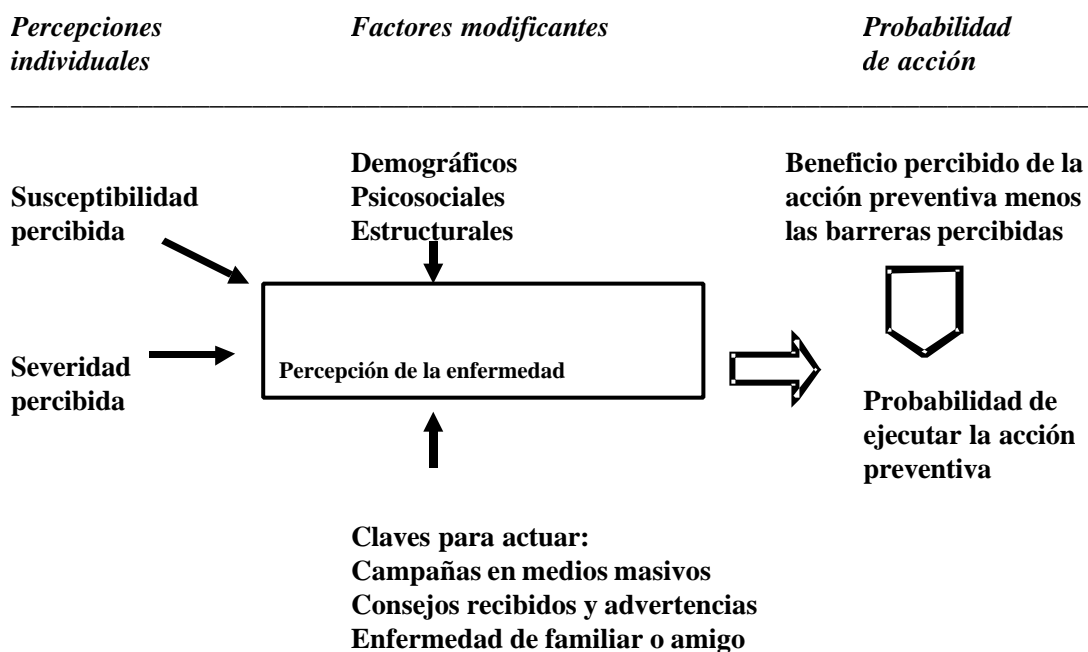 Percepciones
individuales
Factores modificantes
Probabilidad
de acción
Susceptibilidad
percibida
Demográficos
Psicosociales
Estructurales
Beneficio percibido de la
acción preventiva menos
las barreras percibidas
Severidad
percibida
Percepción de la enfermedad
Probabilidad de
ejecutar la acción
preventiva
Claves para actuar:
Campañas en medios masivos
Consejos recibidos y advertencias
Enfermedad de familiar o amigo